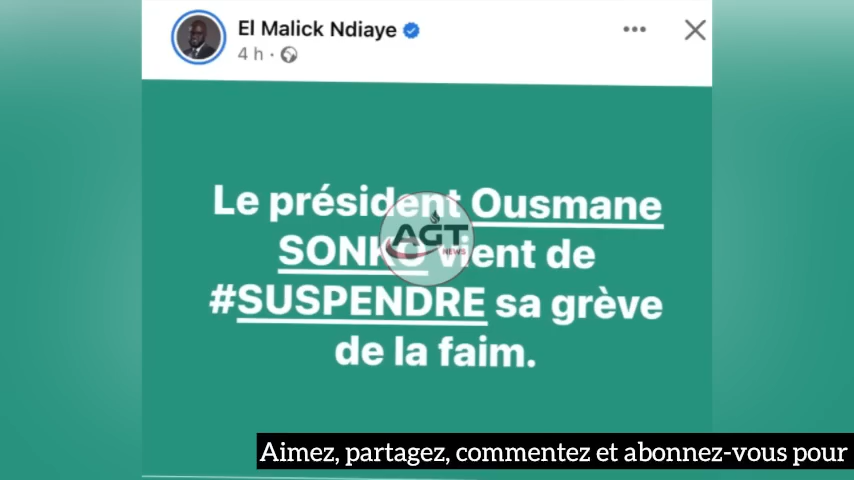 El Malick Ndiaye
4 h ·
Le président Ousmane
SONKO vient de
#SUSPENDRE sa grève
de la faim.
AGT
NEWS
Aimez, partagez, commentez et abonnez-vous pour